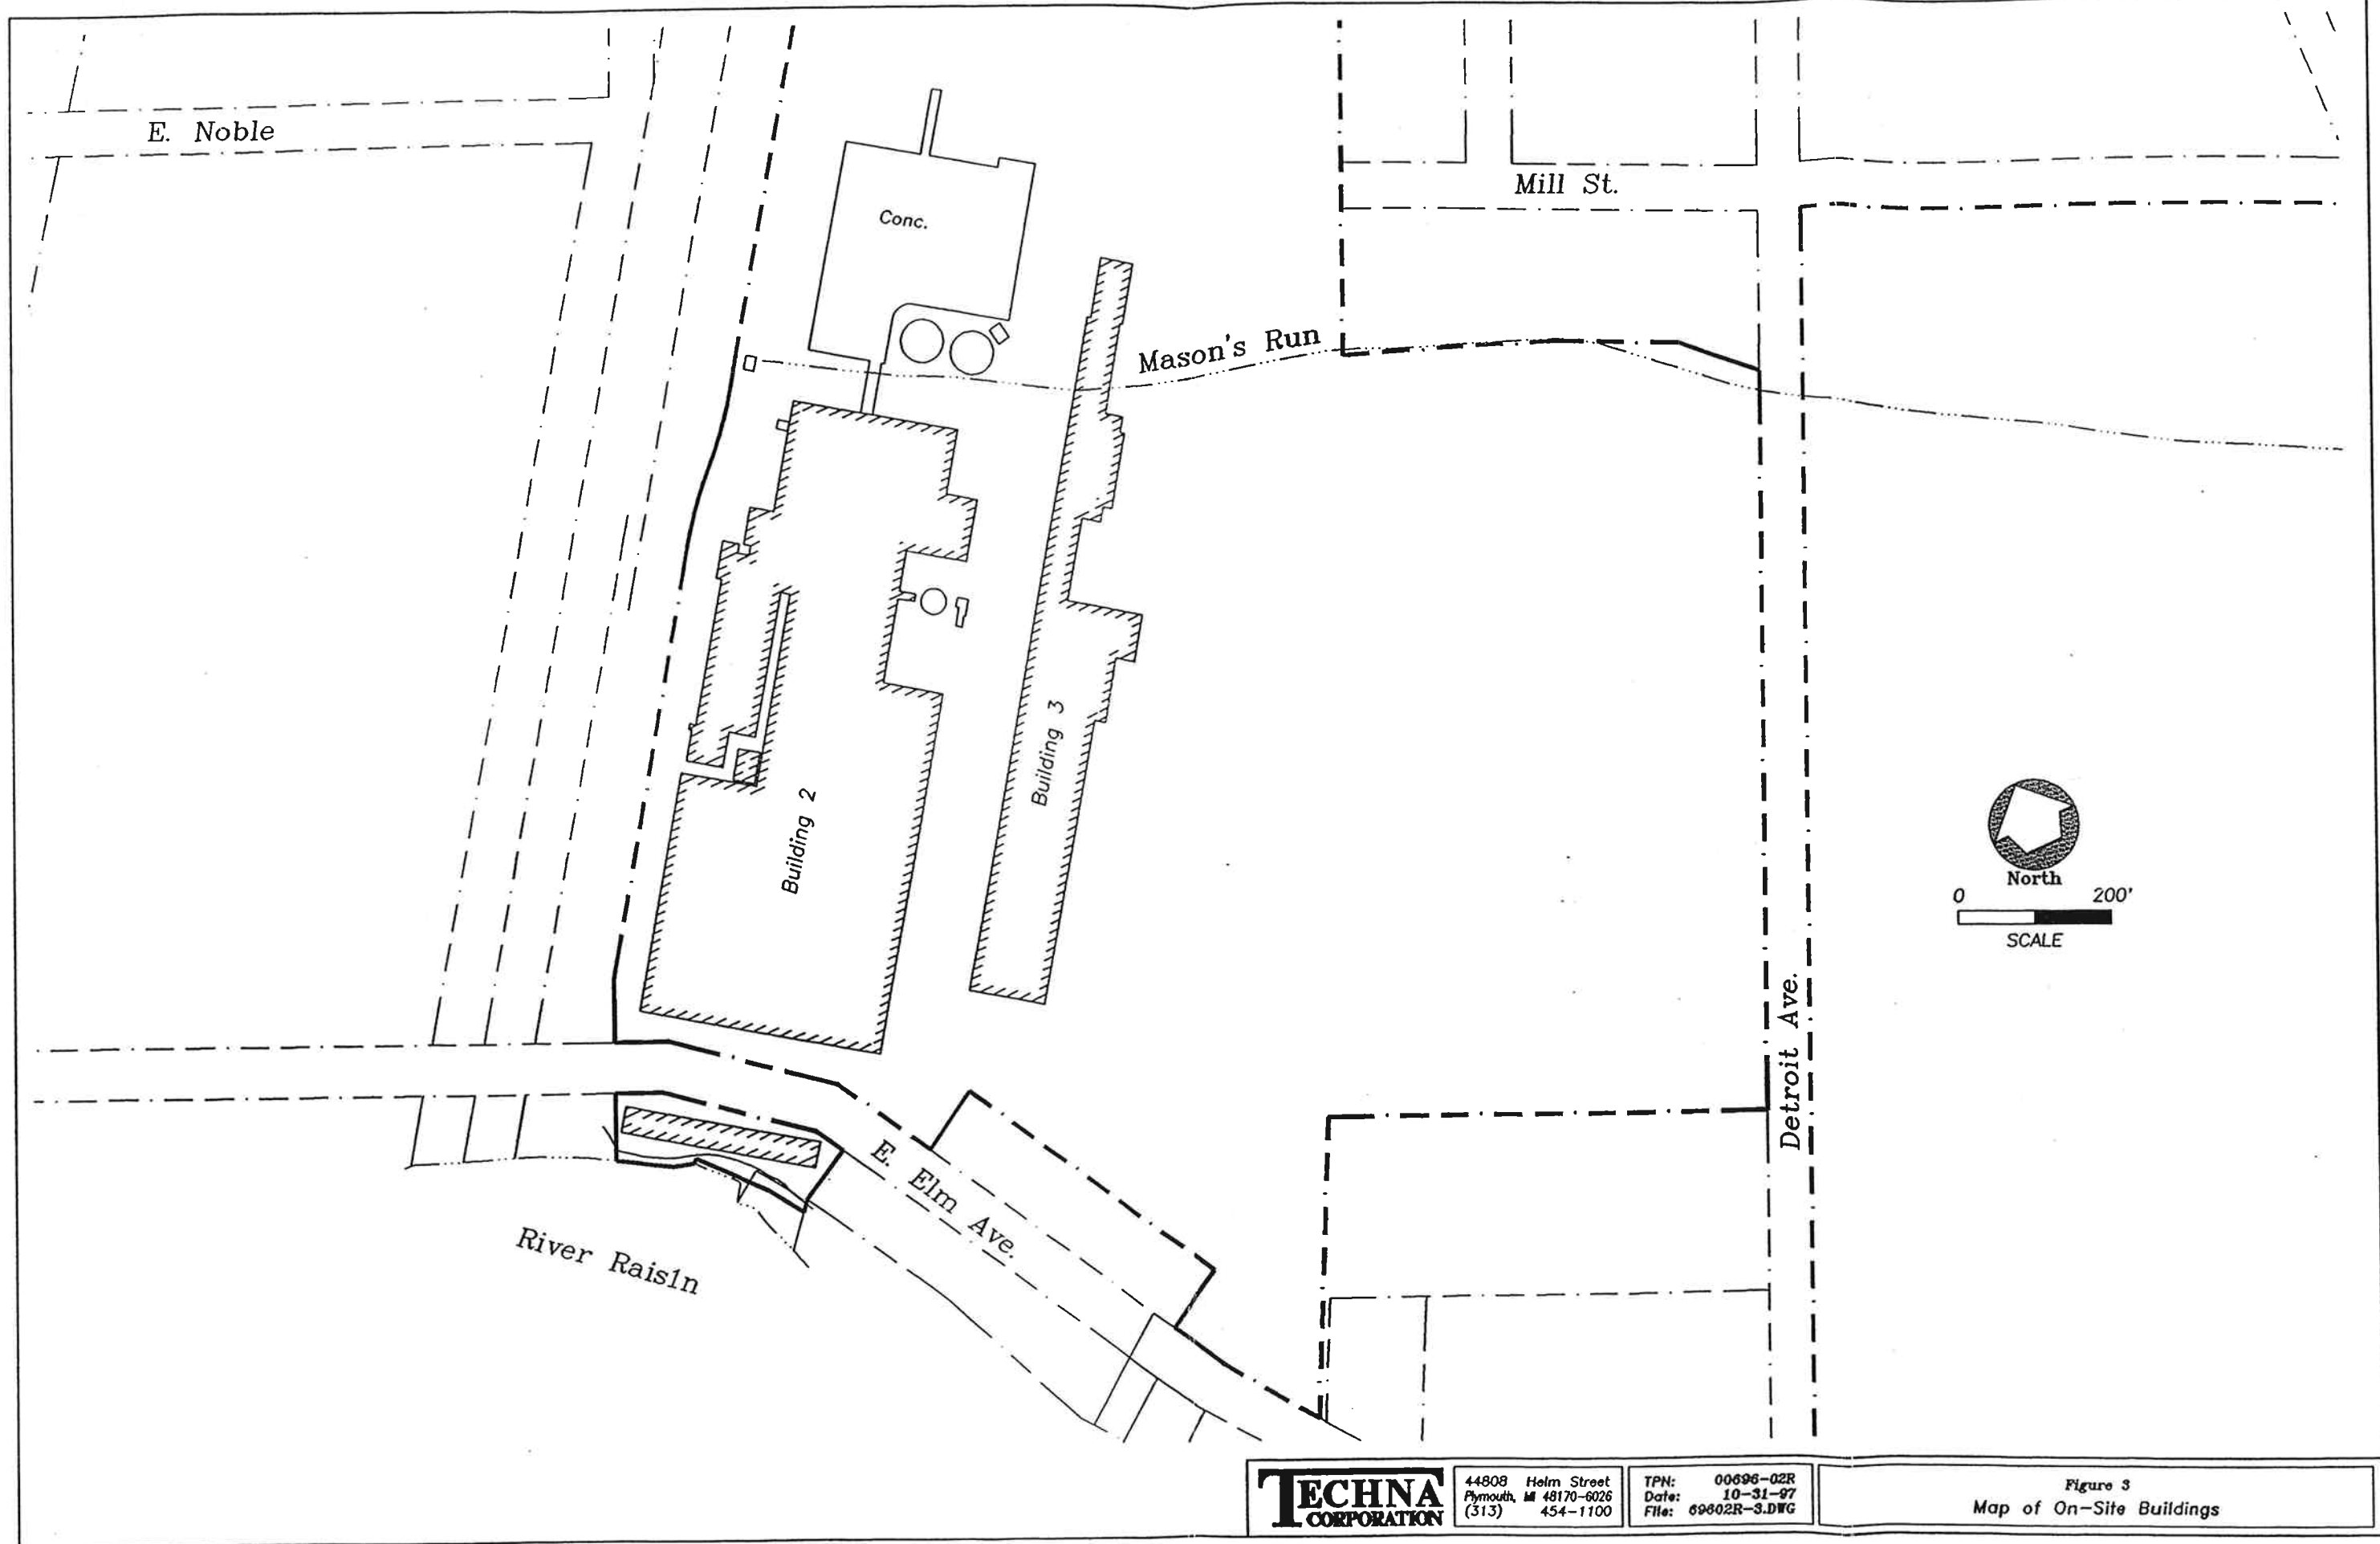 E. Noble
Mill St.
Conc.
Mason's Run
Building 3
Building 2
North
0 200'
SCALE
Detroit Ave.
E. Elm Ave.
River Rais1n
TECHNA
CORPORATION
44808 Helm Street
Plymouth, MI 48170-6026
(313) 454-1100
TPN: 00696-02R
Date: 10-31-97
File: 69602R-3.DWG
Figure 3
Map of On-Site Buildings